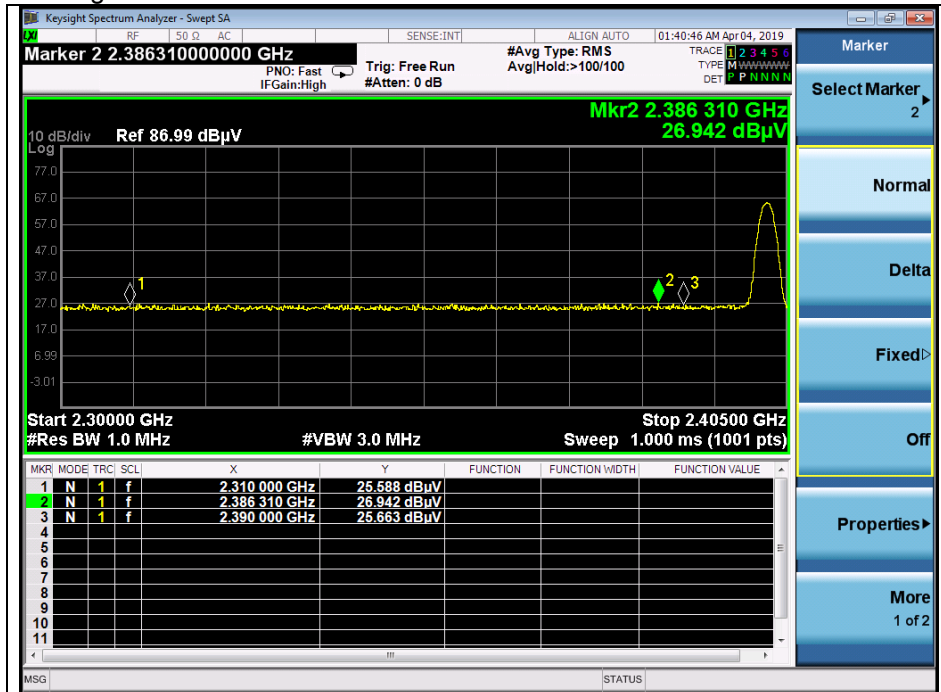 Keysight Spectrum Analyzer - Swept SA
LXI RF 50 Ω AC SENSE:INT ALIGN AUTO 01:40:46 AM Apr 04, 2019
Marker 2 2.386310000000 GHz
PNO: Fast
IFGain:High
Trig: Free Run
#Atten: 0 dB
#Avg Type: RMS
Avg|Hold:>100/100
TRACE 1 2 3 4 5 6
TYPE M WWWWW
DET P P N N N N
Mkr2 2.386 310 GHz
26.942 dBµV
10 dB/div Ref 86.99 dBµV
Log
77.0
67.0
57.0
47.0
37.0
27.0
17.0
6.99
-3.01
1
2
3
Start 2.30000 GHz Stop 2.40500 GHz
#Res BW 1.0 MHz #VBW 3.0 MHz Sweep 1.000 ms (1001 pts)
MKR MODE TRC SCL X Y FUNCTION FUNCTION WIDTH FUNCTION VALUE
1 N 1 f 2.310 000 GHz 25.588 dBµV
2 N 1 f 2.386 310 GHz 26.942 dBµV
3 N 1 f 2.390 000 GHz 25.663 dBµV
4
5
6
7
8
9
10
11
MSG STATUS
Marker
Select Marker
2
Normal
Delta
Fixed
Off
Properties
More
1 of 2